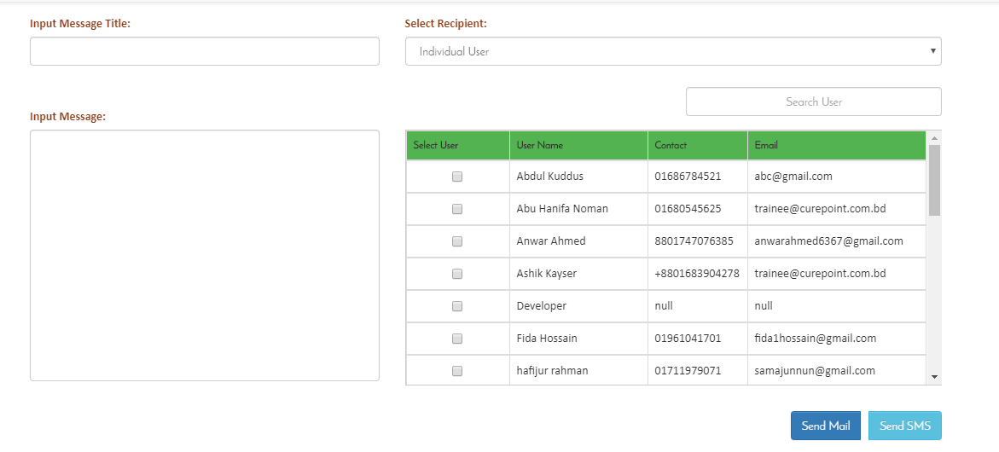 Input Message Title:
Select Recipient:
Individual User
Search User
Input Message:
Select User User Name Contact Email
Abdul Kuddus 01686784521 abc@gmail.com
Abu Hanifa Noman 01680545625 trainee@curepoint.com.bd
Anwar Ahmed 8801747076385 anwarahmed6367@gmail.com
Ashik Kayser +8801683904278 trainee@curepoint.com.bd
Developer null null
Fida Hossain 01961041701 fida1hossain@gmail.com
hafijur rahman 01711979071 samajunnun@gmail.com
Send Mail Send SMS